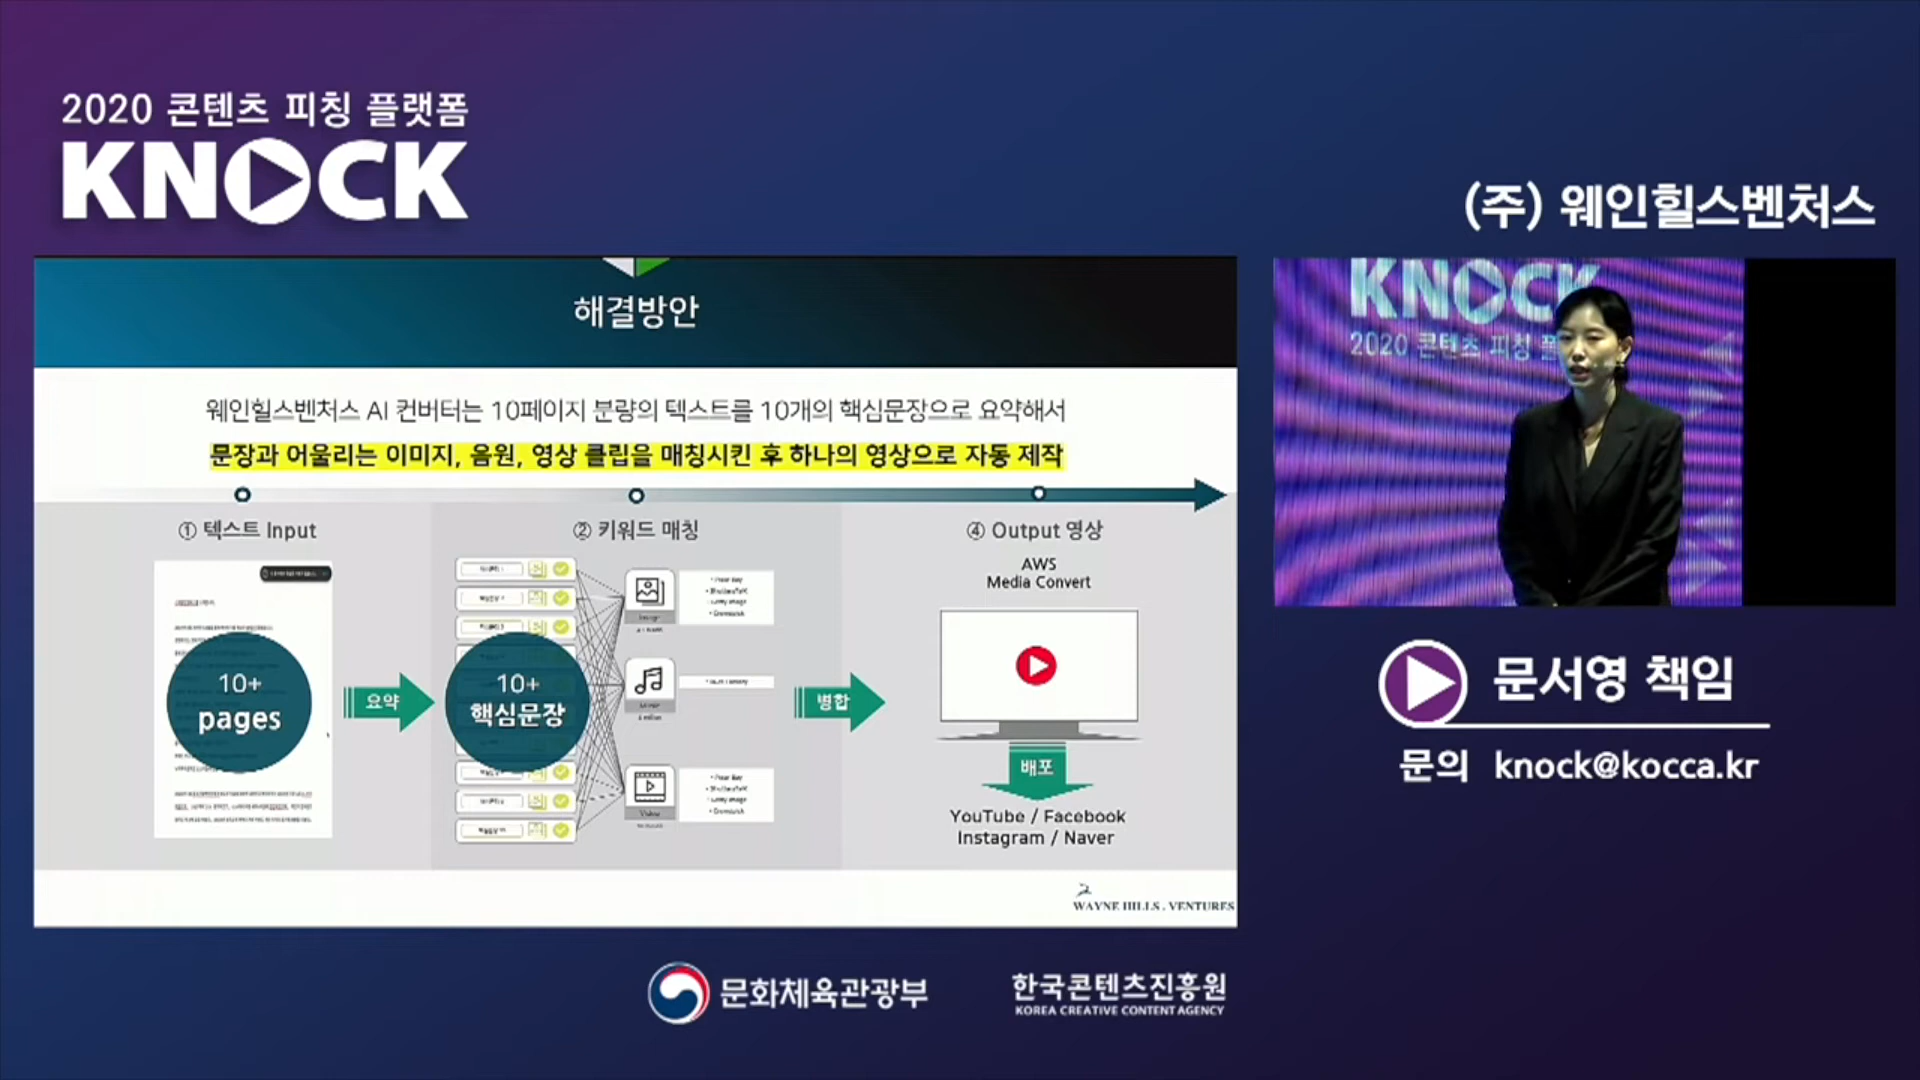 2020 콘텐츠 피칭 플랫폼
KNOCK
(주) 웨인힐스벤처스
해결방안
웨인힐스벤처스 AI 컨버터는 10페이지 분량의 텍스트를 10개의 핵심문장으로 요약해서
문장과 어울리는 이미지, 음원, 영상 클립을 매칭시킨 후 하나의 영상으로 자동 제작
① 텍스트 Input
10+
pages
요약
② 키워드 매칭
10+
핵심문장
병합
④ Output 영상
AWS
Media Convert
배포
YouTube / Facebook
Instagram / Naver
WAYNE HILLS . VENTURES
KNOCK
2020 콘텐츠 피칭
문서영 책임
문의 knock@kocca.kr
문화체육관광부
한국콘텐츠진흥원
KOREA CREATIVE CONTENT AGENCY